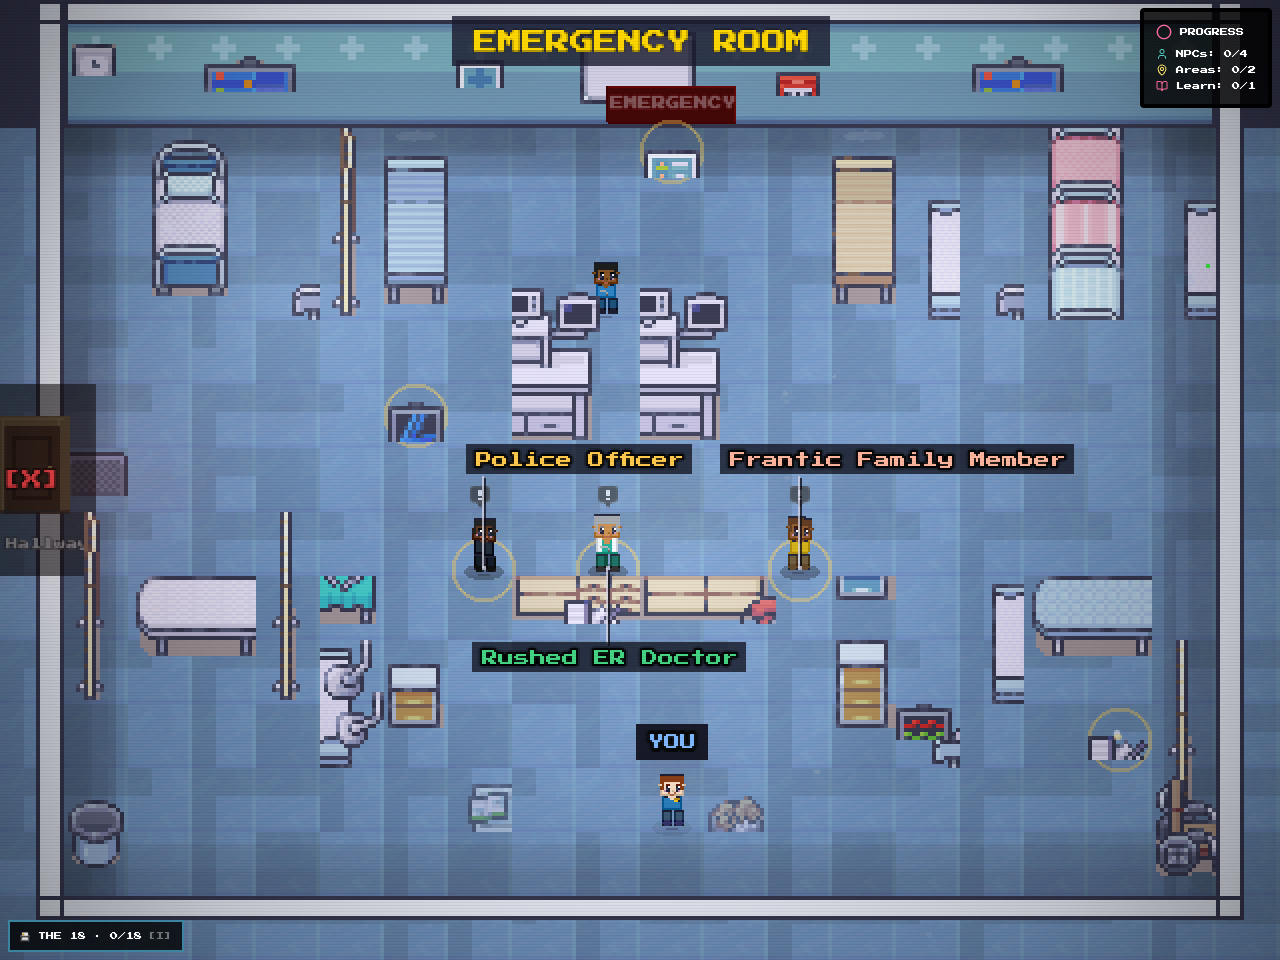 EMERGENCY ROOM
PROGRESS
NPCs: 0/4
Areas: 0/2
Learn: 0/1
EMERGENCY
[X]
Police Officer
Frantic Family Member
!
Hallway
Rushed ER Doctor
YOU
THE 18 · 0/18 [I]